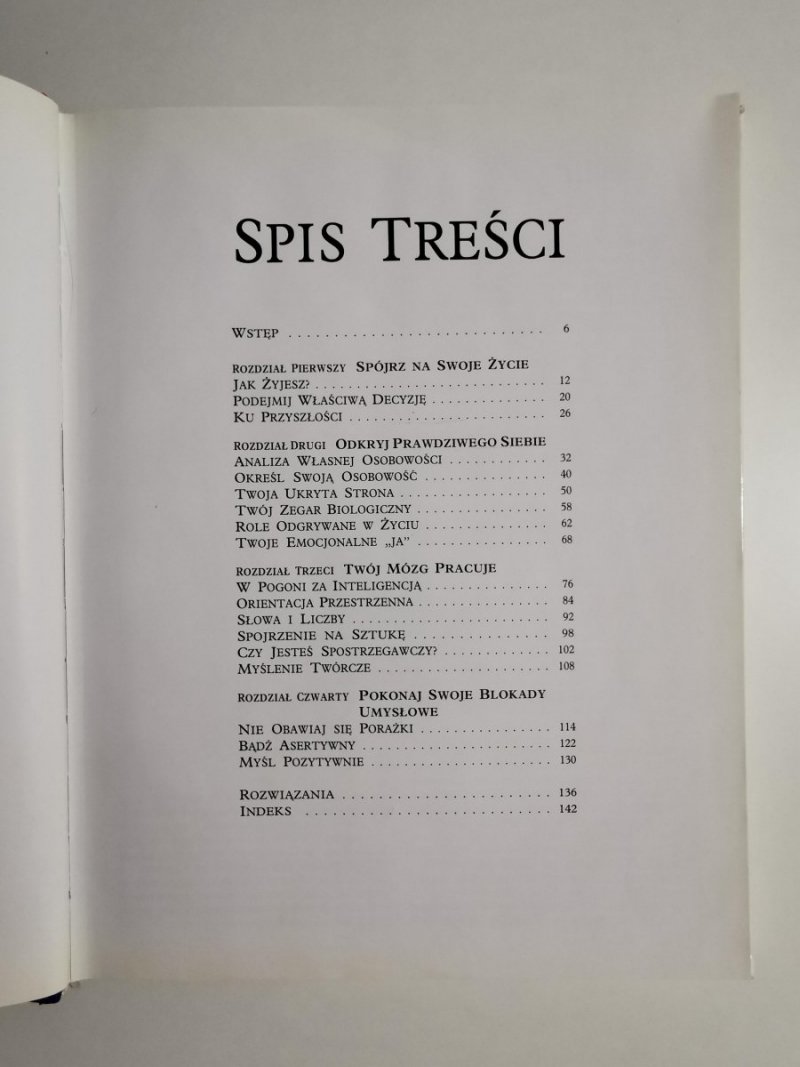 SPIS TREŚCI
WSTĘP . . . . . . . . . . . . . . . . . . . . . . . . . . . . 6
ROZDZIAŁ PIERWSZY SPÓJRZ NA SWOJE ŻYCIE
JAK ŻYJESZ? . . . . . . . . . . . . . . . . . . . . . . . . . 12
PODEJMIJ WŁAŚCIWĄ DECYZJĘ . . . . . . . . . . . . . 20
KU PRZYSZŁOŚCI . . . . . . . . . . . . . . . . . . . . . . 26
ROZDZIAŁ DRUGI ODKRYJ PRAWDZIWEGO SIEBIE
ANALIZA WŁASNEJ OSOBOWOŚCI . . . . . . . . . . . 32
OKREŚL SWOJĄ OSOBOWOŚĆ . . . . . . . . . . . . . . 40
TWOJA UKRYTA STRONA . . . . . . . . . . . . . . . . 50
TWÓJ ZEGAR BIOLOGICZNY . . . . . . . . . . . . . . 58
ROLE ODGRYWANE W ŻYCIU . . . . . . . . . . . . . . 62
TWOJE EMOCJONALNE „JA” . . . . . . . . . . . . . . . 68
ROZDZIAŁ TRZECI TWÓJ MÓZG PRACUJE
W POGONI ZA INTELIGENCJĄ . . . . . . . . . . . . . . 76
ORIENTACJA PRZESTRZENNA . . . . . . . . . . . . . . 84
SŁOWA I LICZBY . . . . . . . . . . . . . . . . . . . . . . 92
SPOJRZENIE NA SZTUKĘ . . . . . . . . . . . . . . . 98
CZY JESTEŚ SPOSTRZEGAWCZY? . . . . . . . . . . . . 102
MYŚLENIE TWÓRCZE . . . . . . . . . . . . . . . . . . . 108
ROZDZIAŁ CZWARTY POKONAJ SWOJE BLOKADY
UMYSŁOWE
NIE OBAWIAJ SIĘ PORAŻKI . . . . . . . . . . . . . . . 114
BĄDŹ ASERTYWNY . . . . . . . . . . . . . . . . . . . . . 122
MYŚL POZYTYWNIE . . . . . . . . . . . . . . . . . . . . 130
ROZWIĄZANIA . . . . . . . . . . . . . . . . . . . . . . . 136
INDEKS . . . . . . . . . . . . . . . . . . . . . . . . . . . 142